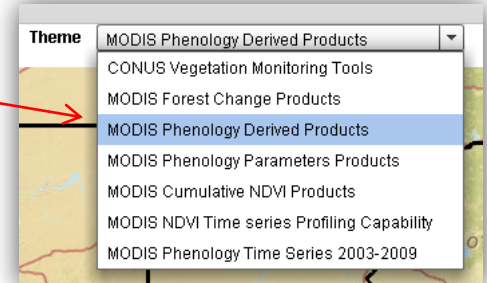 Theme MODIS Phenology Derived Products
CONUS Vegetation Monitoring Tools
MODIS Forest Change Products
MODIS Phenology Derived Products
MODIS Phenology Parameters Products
MODIS Cumulative NDVI Products
MODIS NDVI Time series Profiling Capability
MODIS Phenology Time Series 2003-2009